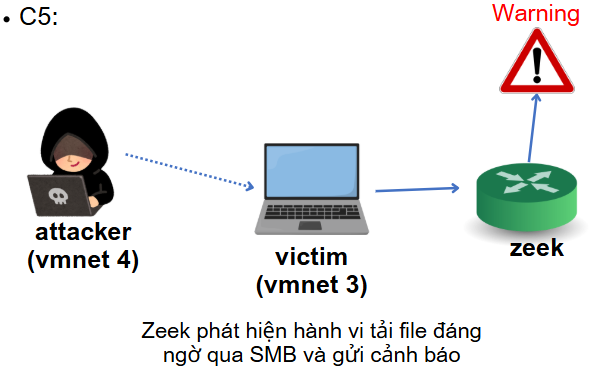 • C5:
Warning
attacker
(vmnet 4)
victim
(vmnet 3)
zeek
Zeek phát hiện hành vi tải file đáng
ngờ qua SMB và gửi cảnh báo